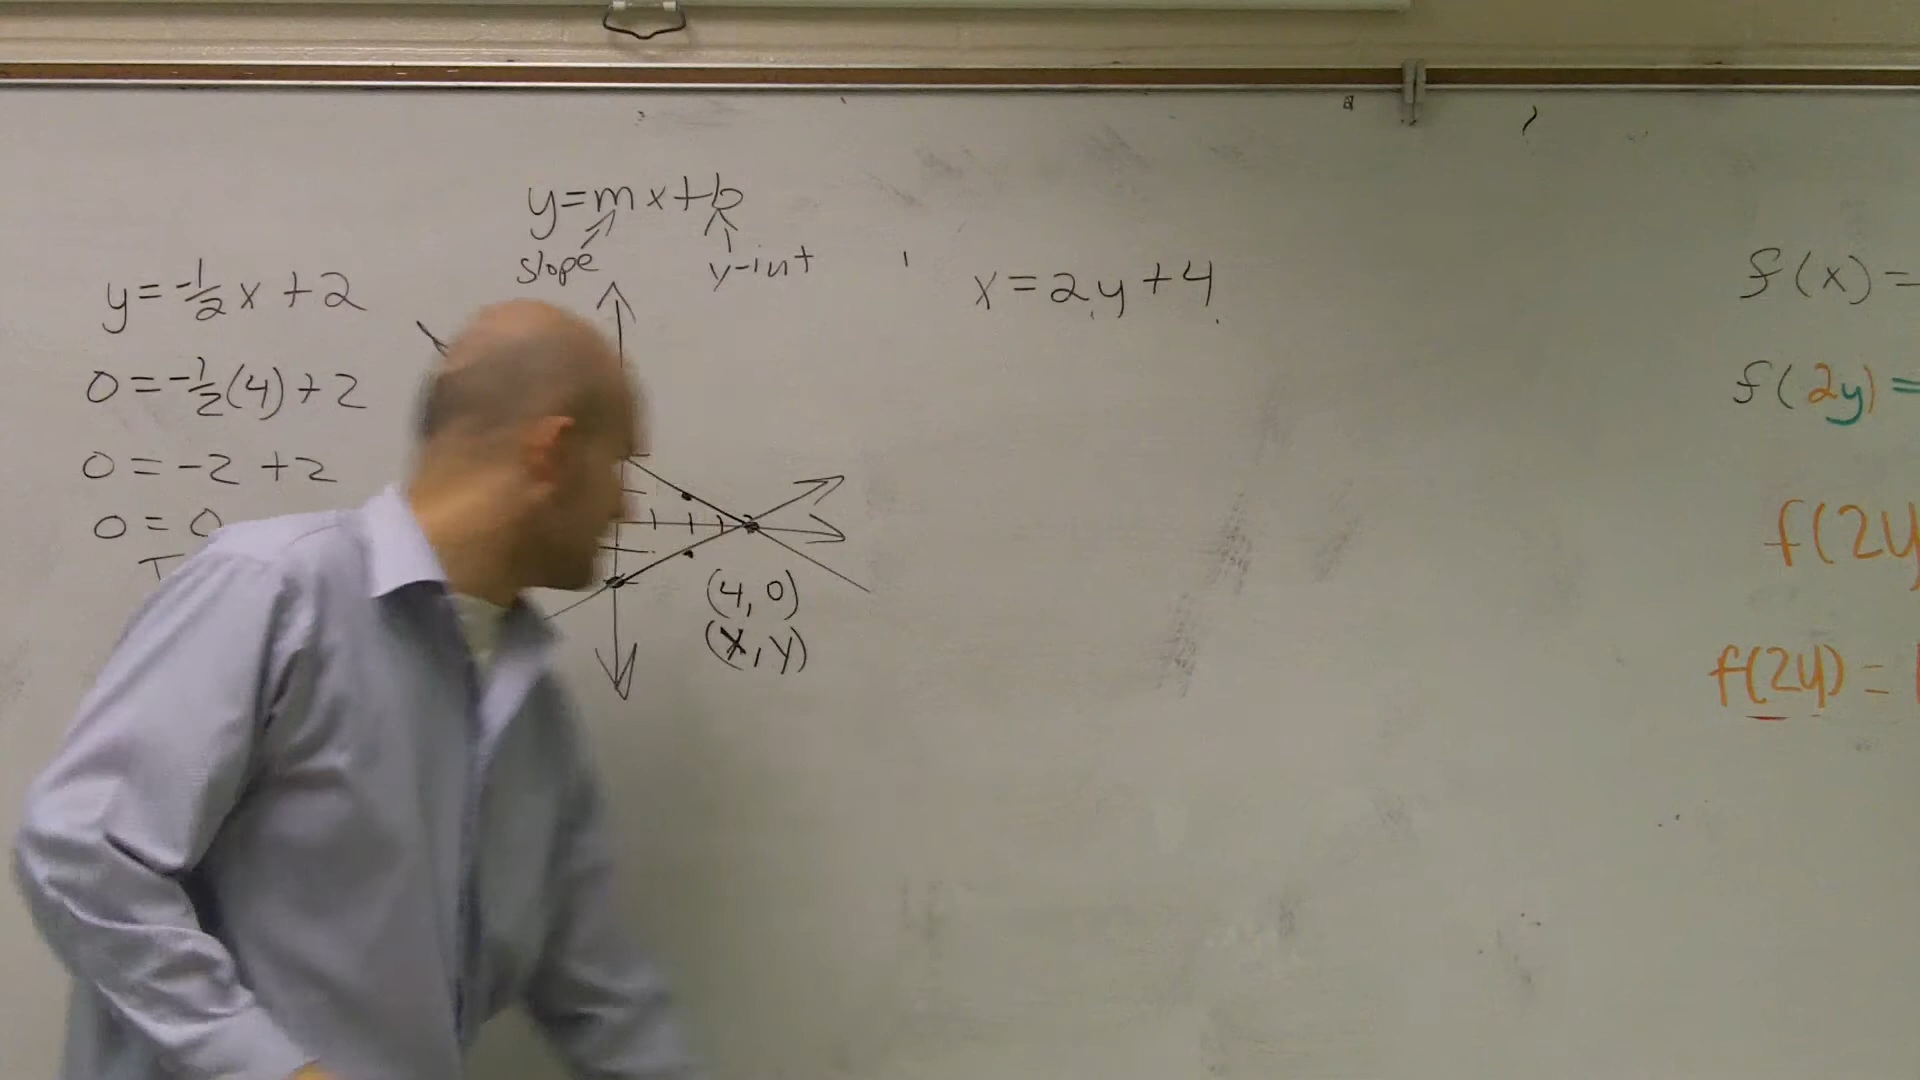 y=mx+b
slope
y-int
y=-1/2x+2
0=-1/2(4)+2
0=-2+2
0=0
T
(4,0)
(x,y)
x=2y+4
f(x)=
f(2y)=
f(2y
f(2y)=